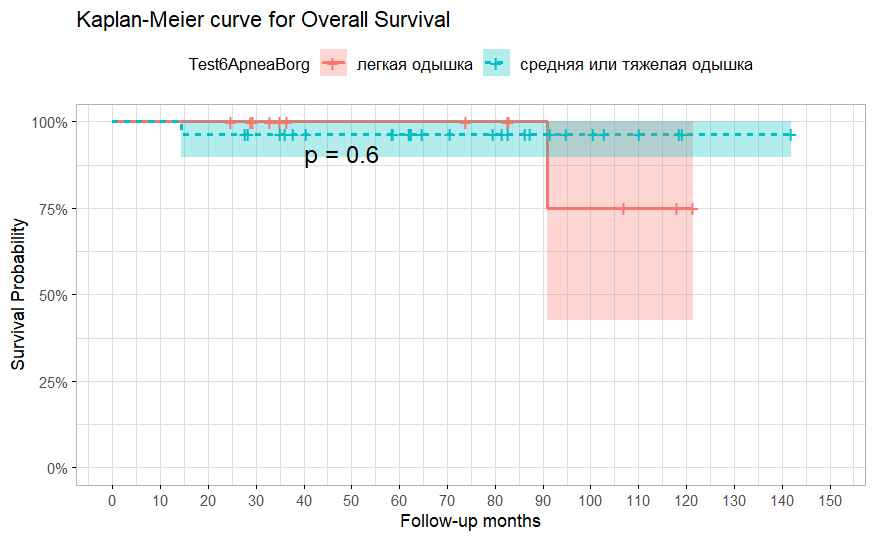 Kaplan-Meier curve for Overall Survival
Test6ApneaBorg легкая одышка средняя или тяжелая одышка
100%
p = 0.6
75%
50%
25%
0%
Survival Probability
0 10 20 30 40 50 60 70 80 90 100 110 120 130 140 150
Follow-up months